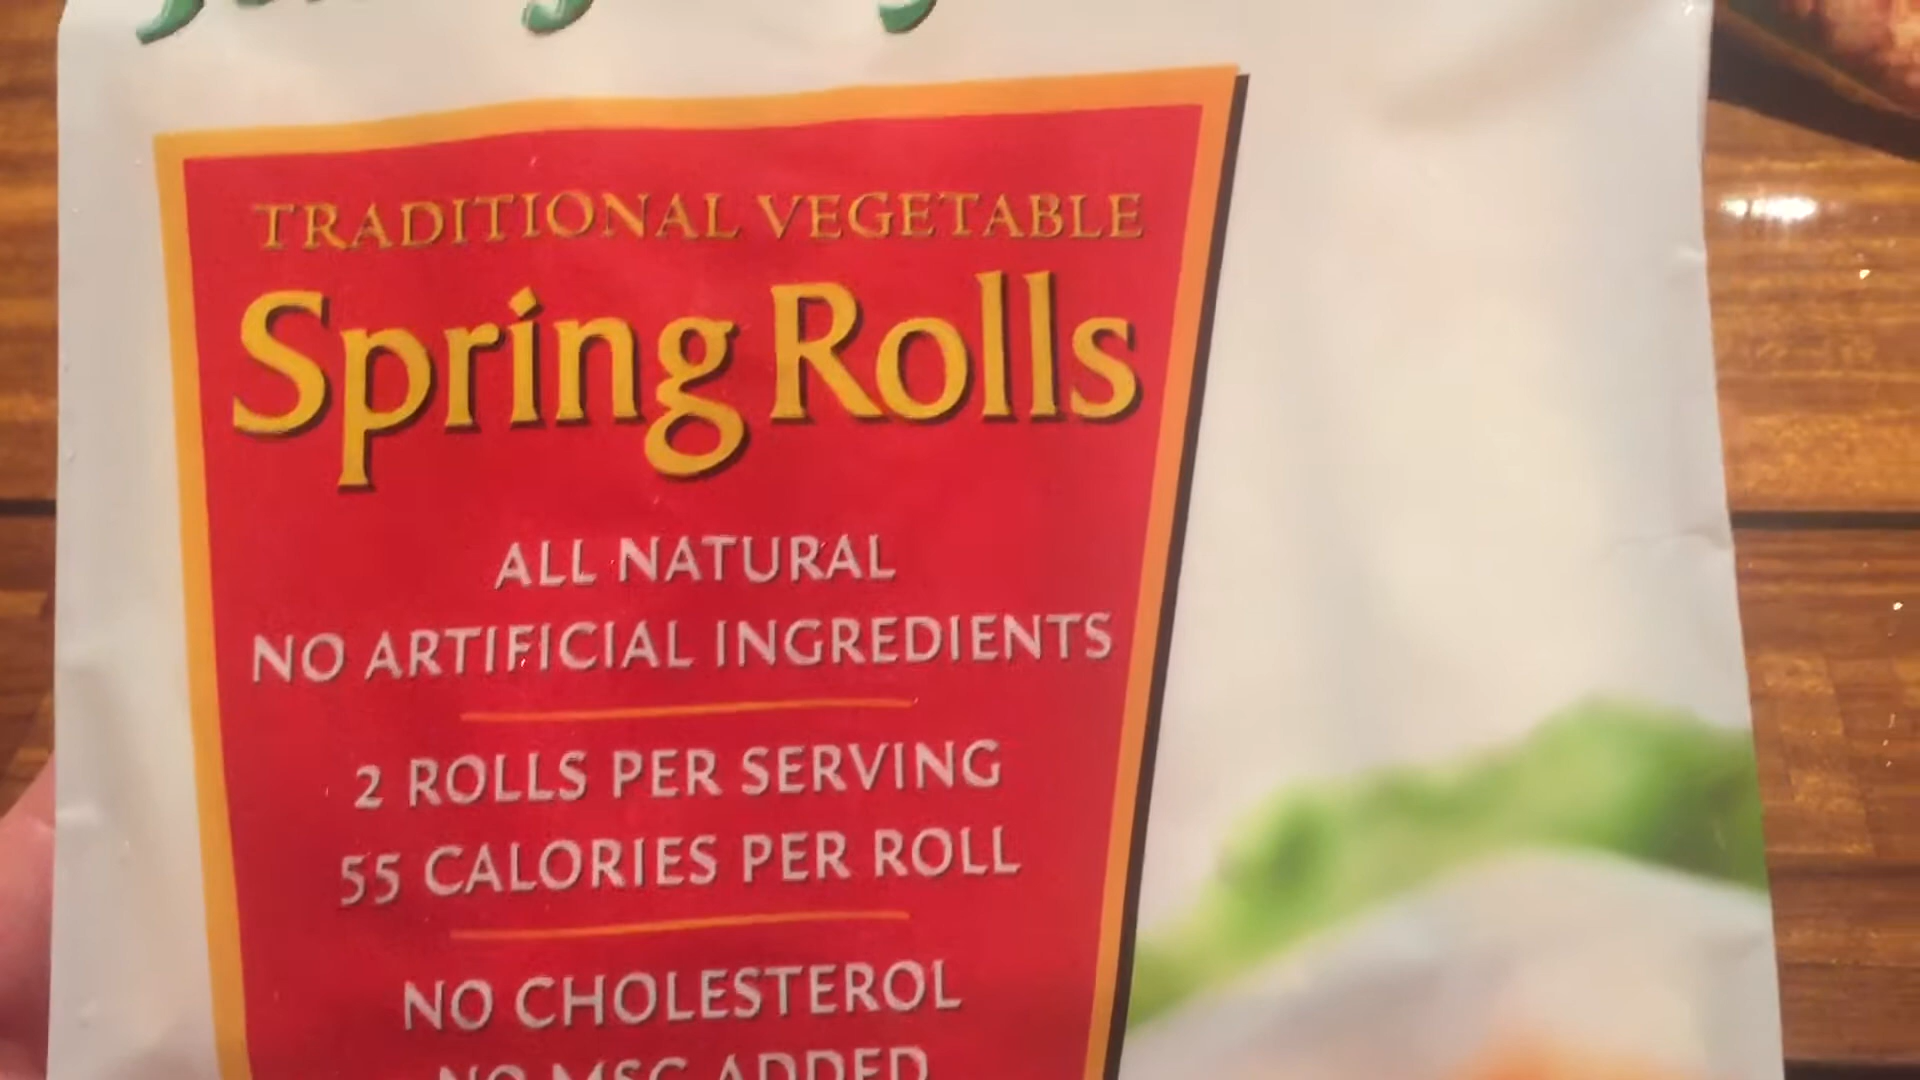 TRADITIONAL VEGETABLE
Spring Rolls
ALL NATURAL
NO ARTIFICIAL INGREDIENTS
2 ROLLS PER SERVING
55 CALORIES PER ROLL
NO CHOLESTEROL
NO MSG ADDED